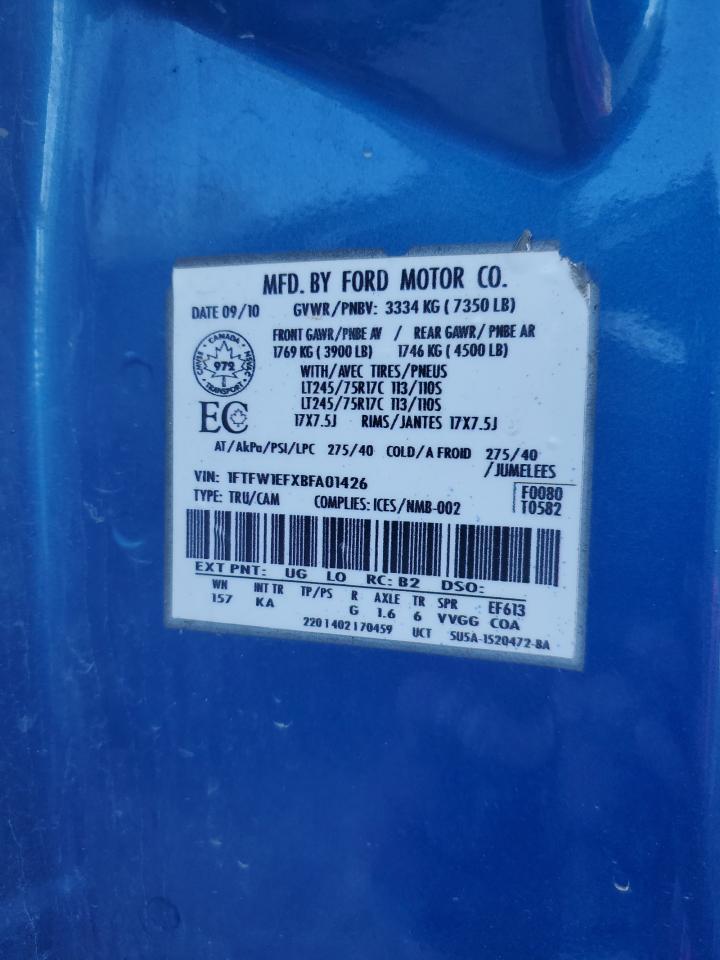 MFD. BY FORD MOTOR CO.
DATE 09/10 GVWR/PNBV: 3334 KG ( 7350 LB)
FRONT GAWR/PNBE AV / REAR GAWR/ PNBE AR
1769 KG ( 3900 LB) 1746 KG ( 4500 LB)
WITH/AVEC TIRES/PNEUS
LT245/75R17C 113/110S
LT245/75R17C 113/110S
17X7.5J RIMS/JANTES 17X7.5J
CANADA
972
TRANSPORT
EC
AT/AkPa/PSI/LPC 275/40 COLD/A FROID 275/40
/JUMELEES
VIN: 1FTFW1EFXBFA01426
TYPE: TRU/CAM COMPLIES: ICES/NMB-002
F0080
T0582
EXT PNT: UG LO RC: B2 DSO:
WN INT TR TP/PS R AXLE TR SPR EF613
157 KA G 1.6 6 VVGG COA
2201402170459 UCT 5U5A-1520472-BA